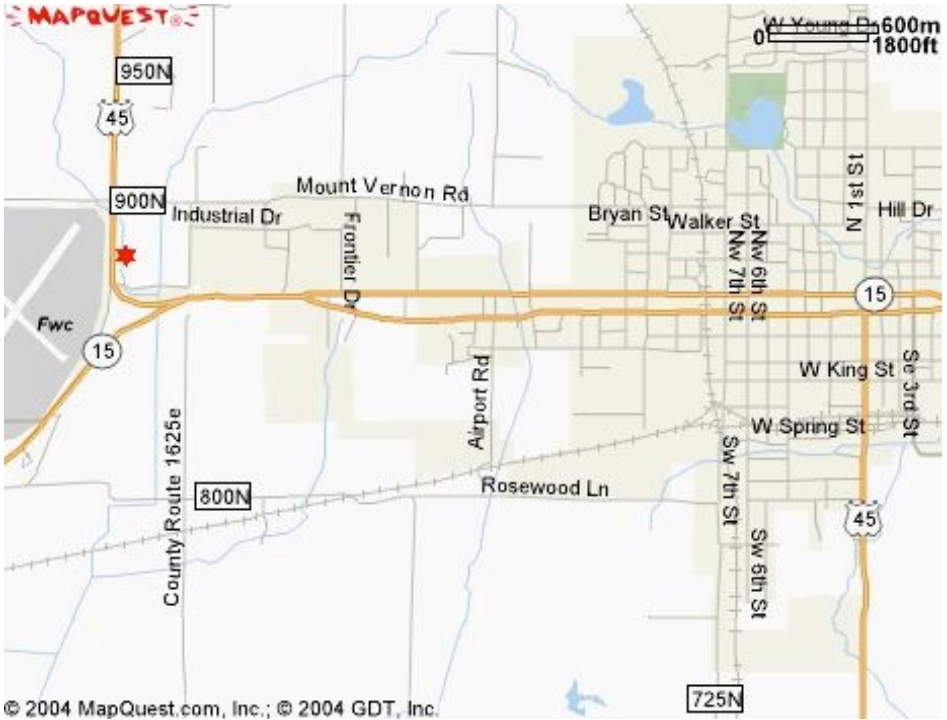 MAPQUEST®
W Young Dr
0
600m
1800ft
950N
45
1st St N
900N
Mount Vernon Rd
Industrial Dr
Bryan St
Walker St
Hill Dr
Frontier Dr
Nw 7th St
Nw 6th St
15
Fwc
15
W King St
Se 3rd St
Airport Rd
W Spring St
County Route 1625e
800N
Rosewood Ln
Sw 7th St
45
Sw 6th St
725N
© 2004 MapQuest.com, Inc.; © 2004 GDT, Inc.